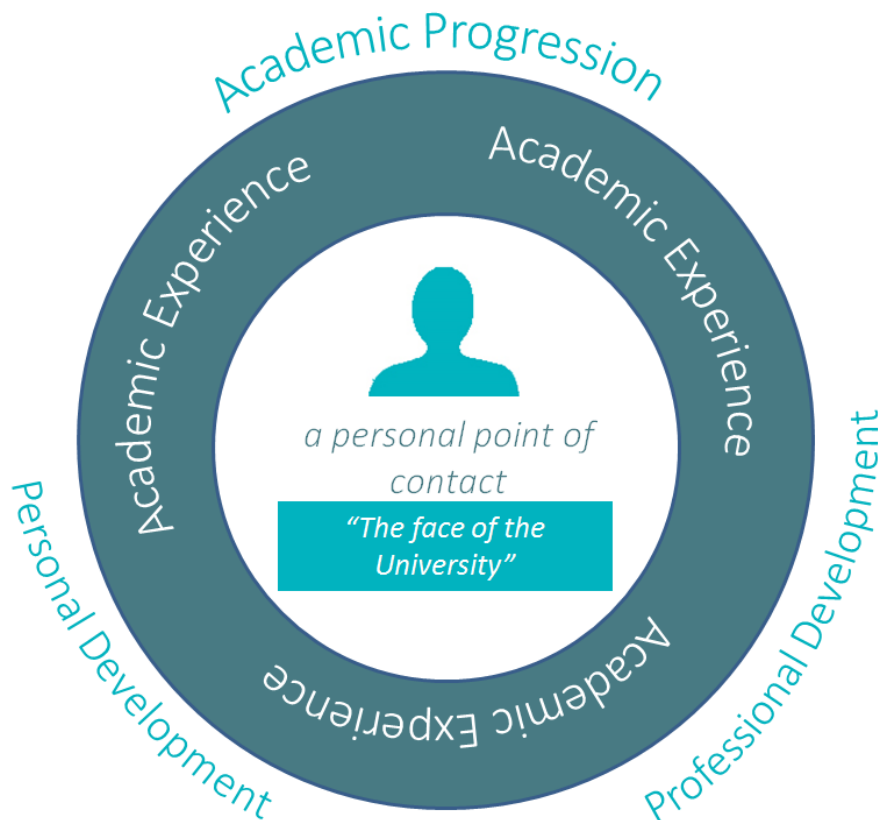 Academic Progression
Academic Experience
Academic Experience
a personal point of
contact
“The face of the
University”
Academic Experience
Personal Development
Professional Development